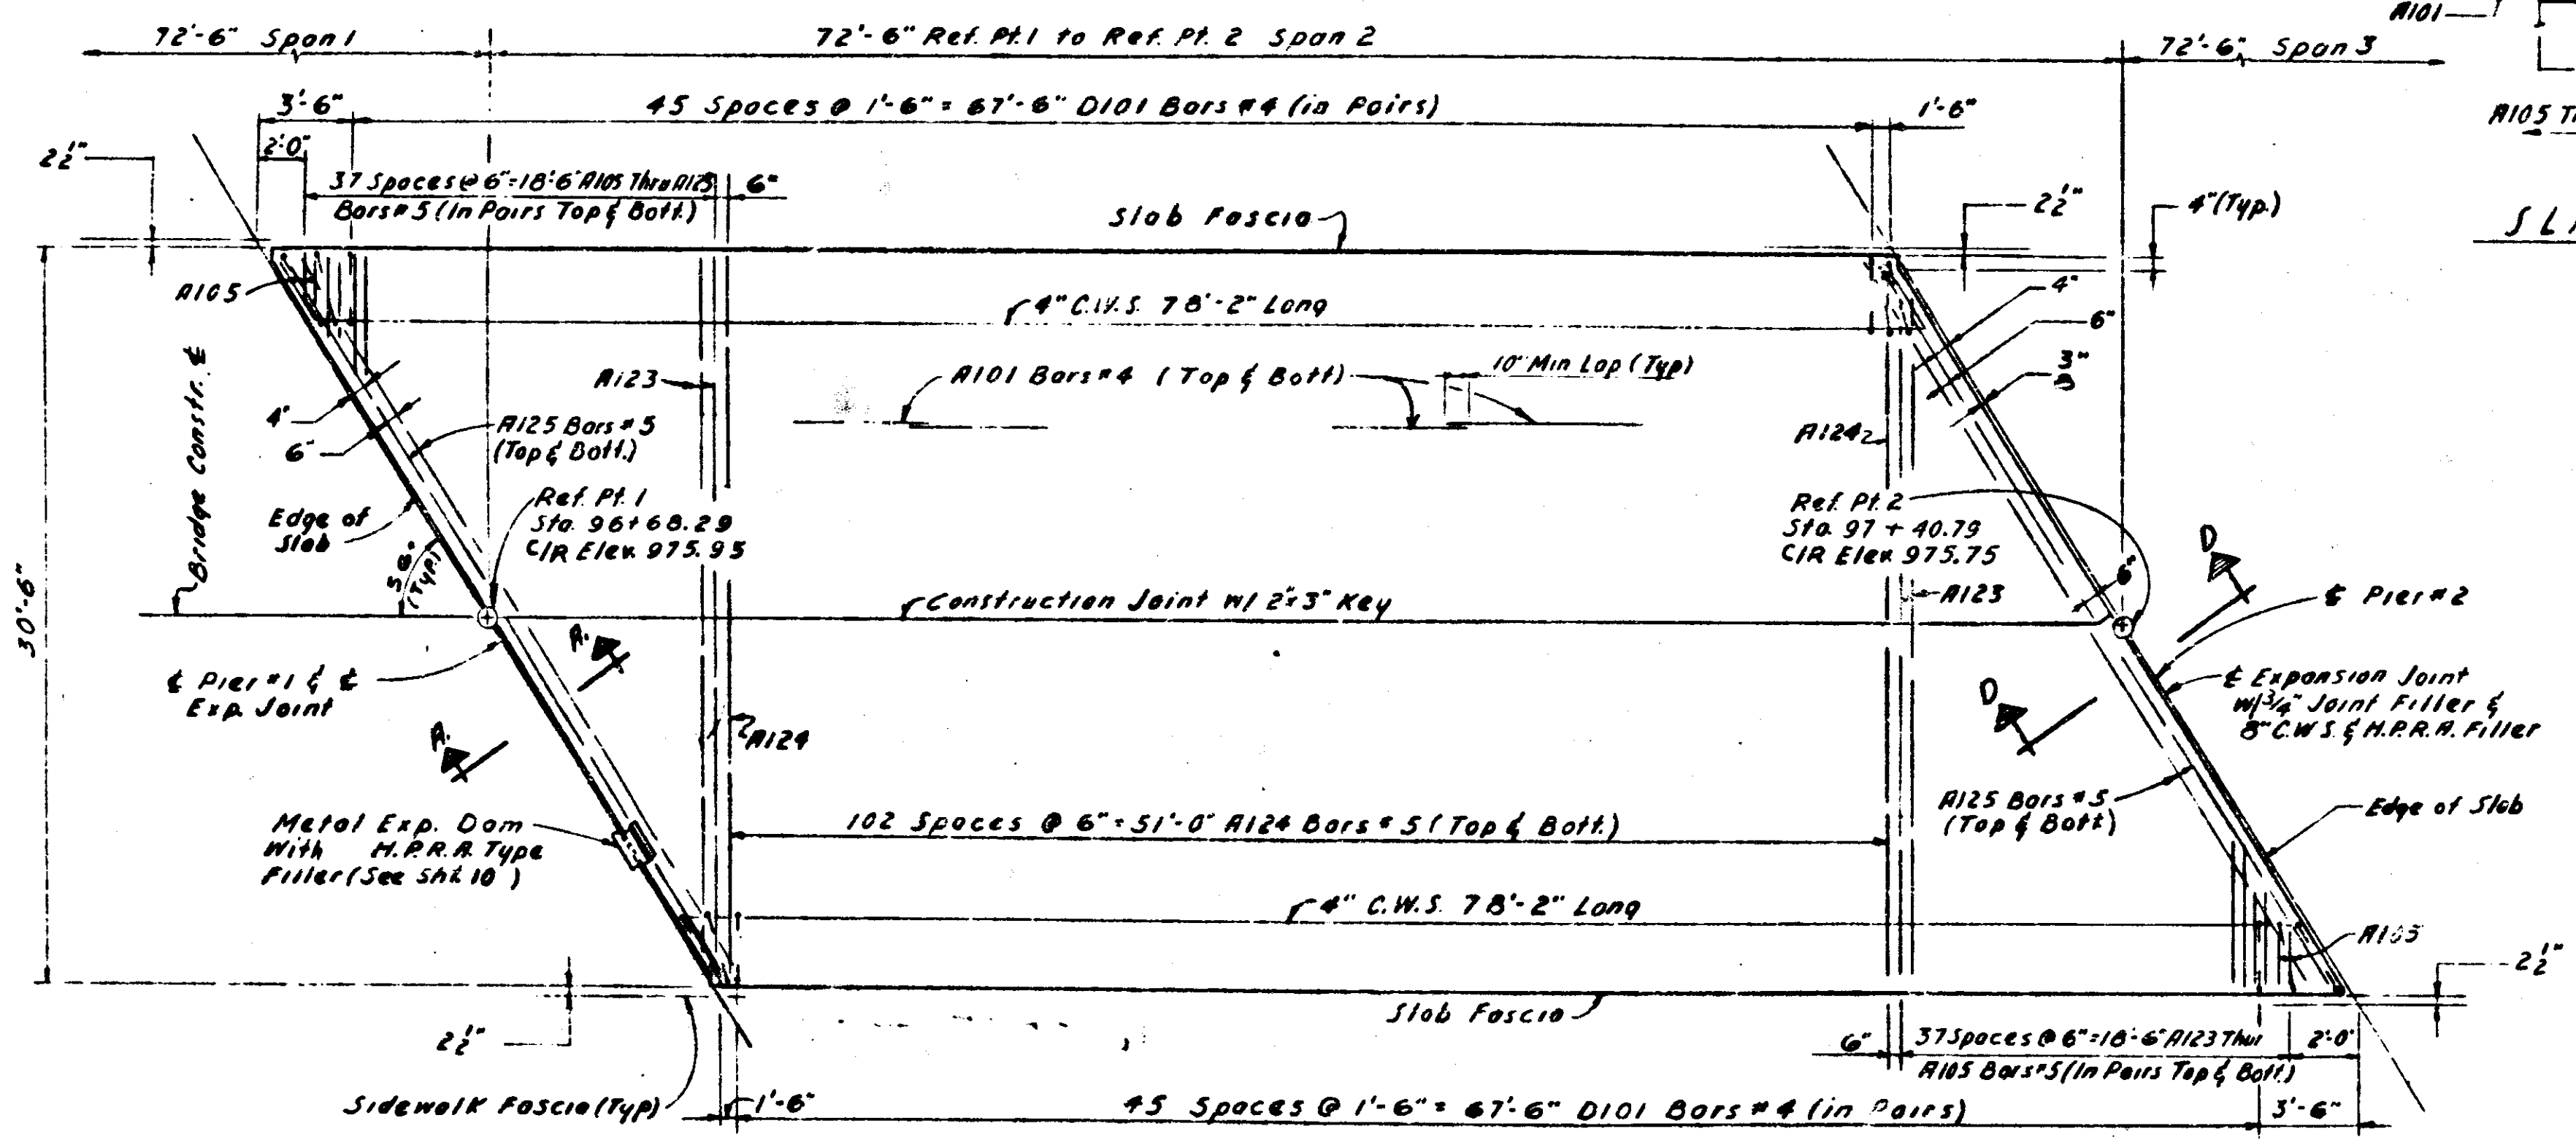 72'-6" Span 1
72'-6" Ref. Pt. 1 to Ref. Pt. 2 Span 2
72'-6" Span 3
A101
3'-6"
45 Spaces @ 1'-6" = 67'-6" D101 Bars #4 (in Pairs)
1'-6"
2'-0"
2½"
37 Spaces @ 6"=18'-6" A105 Thru A123
Bars #5 (In Pairs Top & Bott.)
6"
Slab Fascia
2½"
4" (Typ.)
A105
4" C.W.S. 78'-2" Long
4"
6"
Bridge Constr. ℄
A123
A101 Bars #4 (Top & Bott)
10" Min Lap (Typ)
4"
6"
A125 Bars #5
(Top & Bott.)
A124
Edge of
Slab
(Typ.)
Ref. Pt. 1
Sta. 96+68.29
C/R Elev. 975.95
Ref. Pt. 2
Sta. 97 + 40.79
C/R Elev. 975.75
D
6"
30'-6"
Construction Joint W/ 2"x3" Key
A123
℄ Pier #2
A.
℄ Pier #1 & ℄
Exp. Joint
D
℄ Expansion Joint
W/ 3/4" Joint Filler &
8" C.W.S. & H.P.R.A. Filler
A.
A124
Metal Exp. Dam
With H.P.R.A. Type
Filler (See Sht. 10)
102 Spaces @ 6" = 51'-0" A124 Bars #5 (Top & Bott.)
A125 Bars #5
(Top & Bott)
Edge of Slab
4" C.W.S. 78'-2" Long
A105
2½"
2½"
Slab Fascia
6"
37 Spaces @ 6"=18'-6" A123 Thru
A105 Bars #5 (In Pairs Top & Bott.)
2'-0"
Sidewalk Fascia (Typ)
1'-6"
45 Spaces @ 1'-6" = 67'-6" D101 Bars #4 (in Pairs)
3'-6"